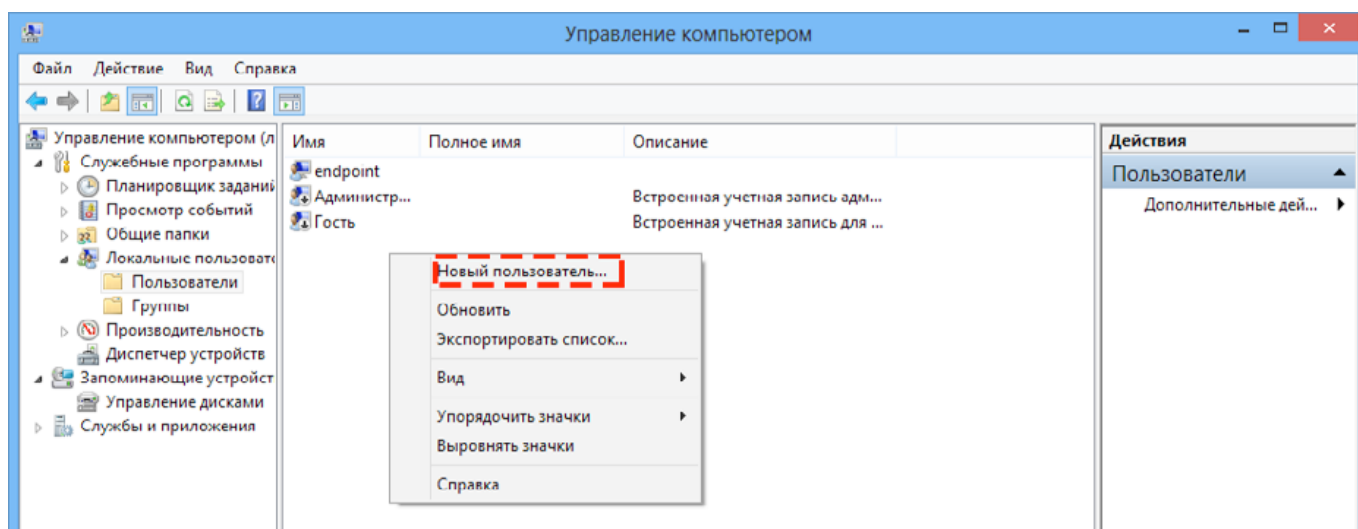 Управление компьютером
Файл Действие Вид Справка
Управление компьютером (л
Служебные программы
Планировщик заданий
Просмотр событий
Общие папки
Локальные пользовате
Пользователи
Группы
Производительность
Диспетчер устройств
Запоминающие устройст
Управление дисками
Службы и приложения
Имя Полное имя Описание
endpoint
Администр... Встроенная учетная запись адм...
Гость Встроенная учетная запись для ...
Новый пользователь...
Обновить
Экспортировать список...
Вид
Упорядочить значки
Выровнять значки
Справка
Действия
Пользователи
Дополнительные дей...